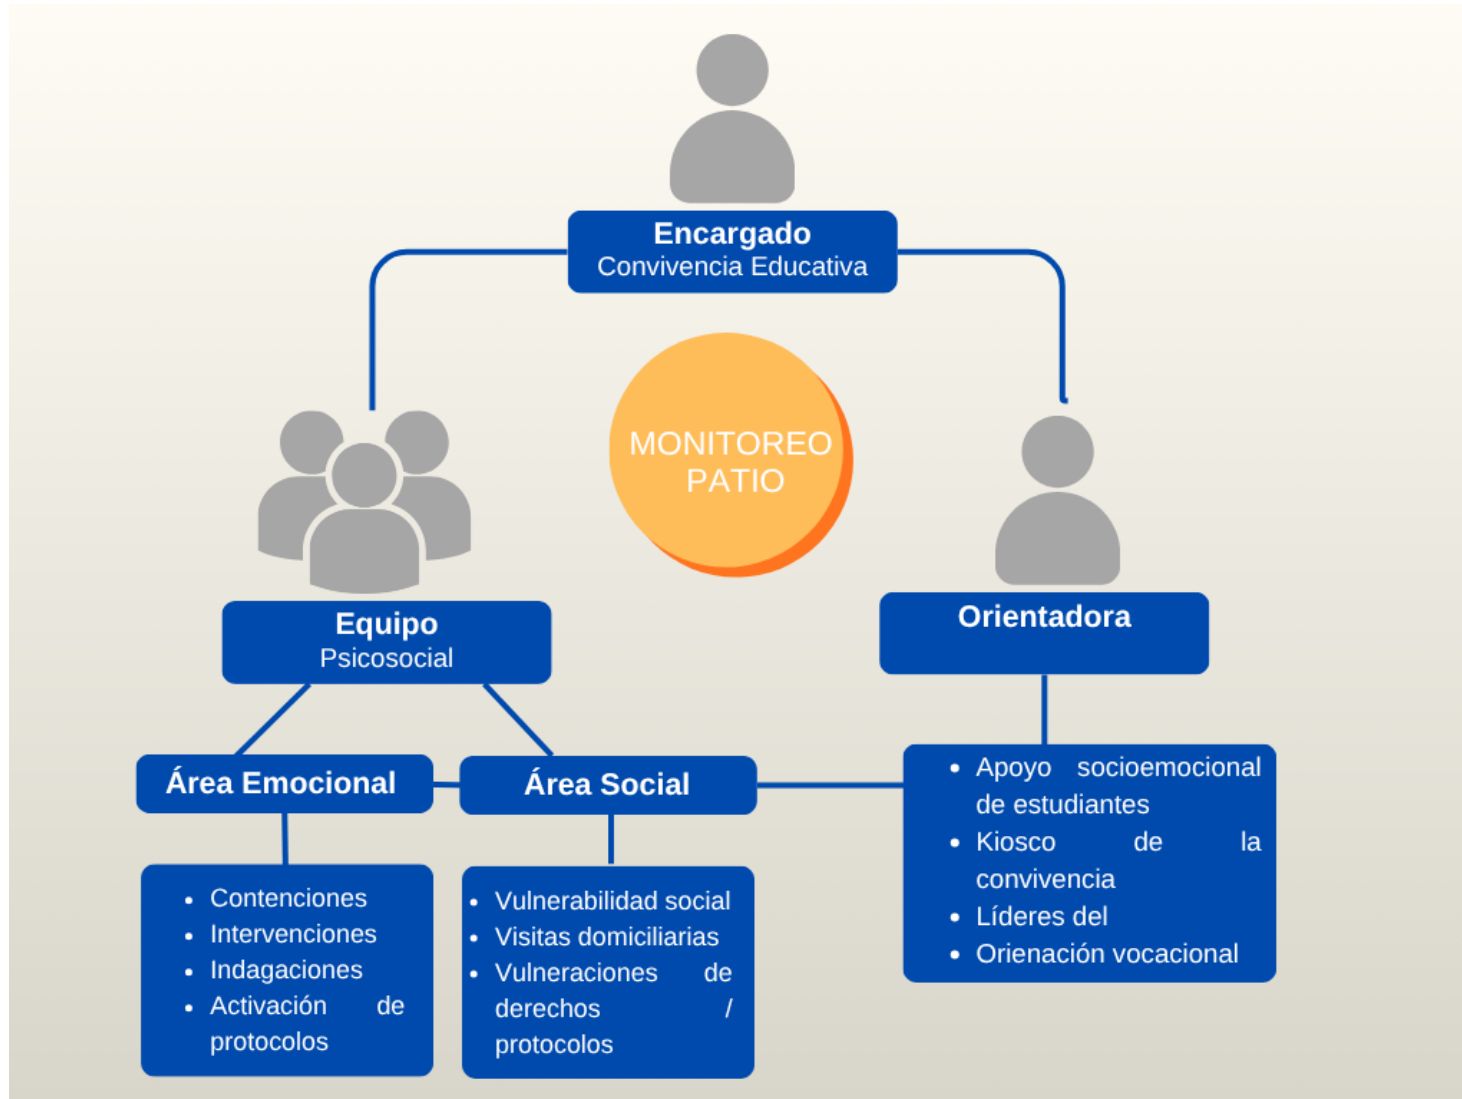 Encargado
Convivencia Educativa
MONITOREO
PATIO
Equipo
Psicosocial
Orientadora
Área Emocional
Área Social
• Contenciones
• Intervenciones
• Indagaciones
• Activación de
protocolos
• Vulnerabilidad social
• Visitas domiciliarias
• Vulneraciones de
derechos /
protocolos
• Apoyo socioemocional
de estudiantes
• Kiosco de la
convivencia
• Líderes del
• Orienación vocacional